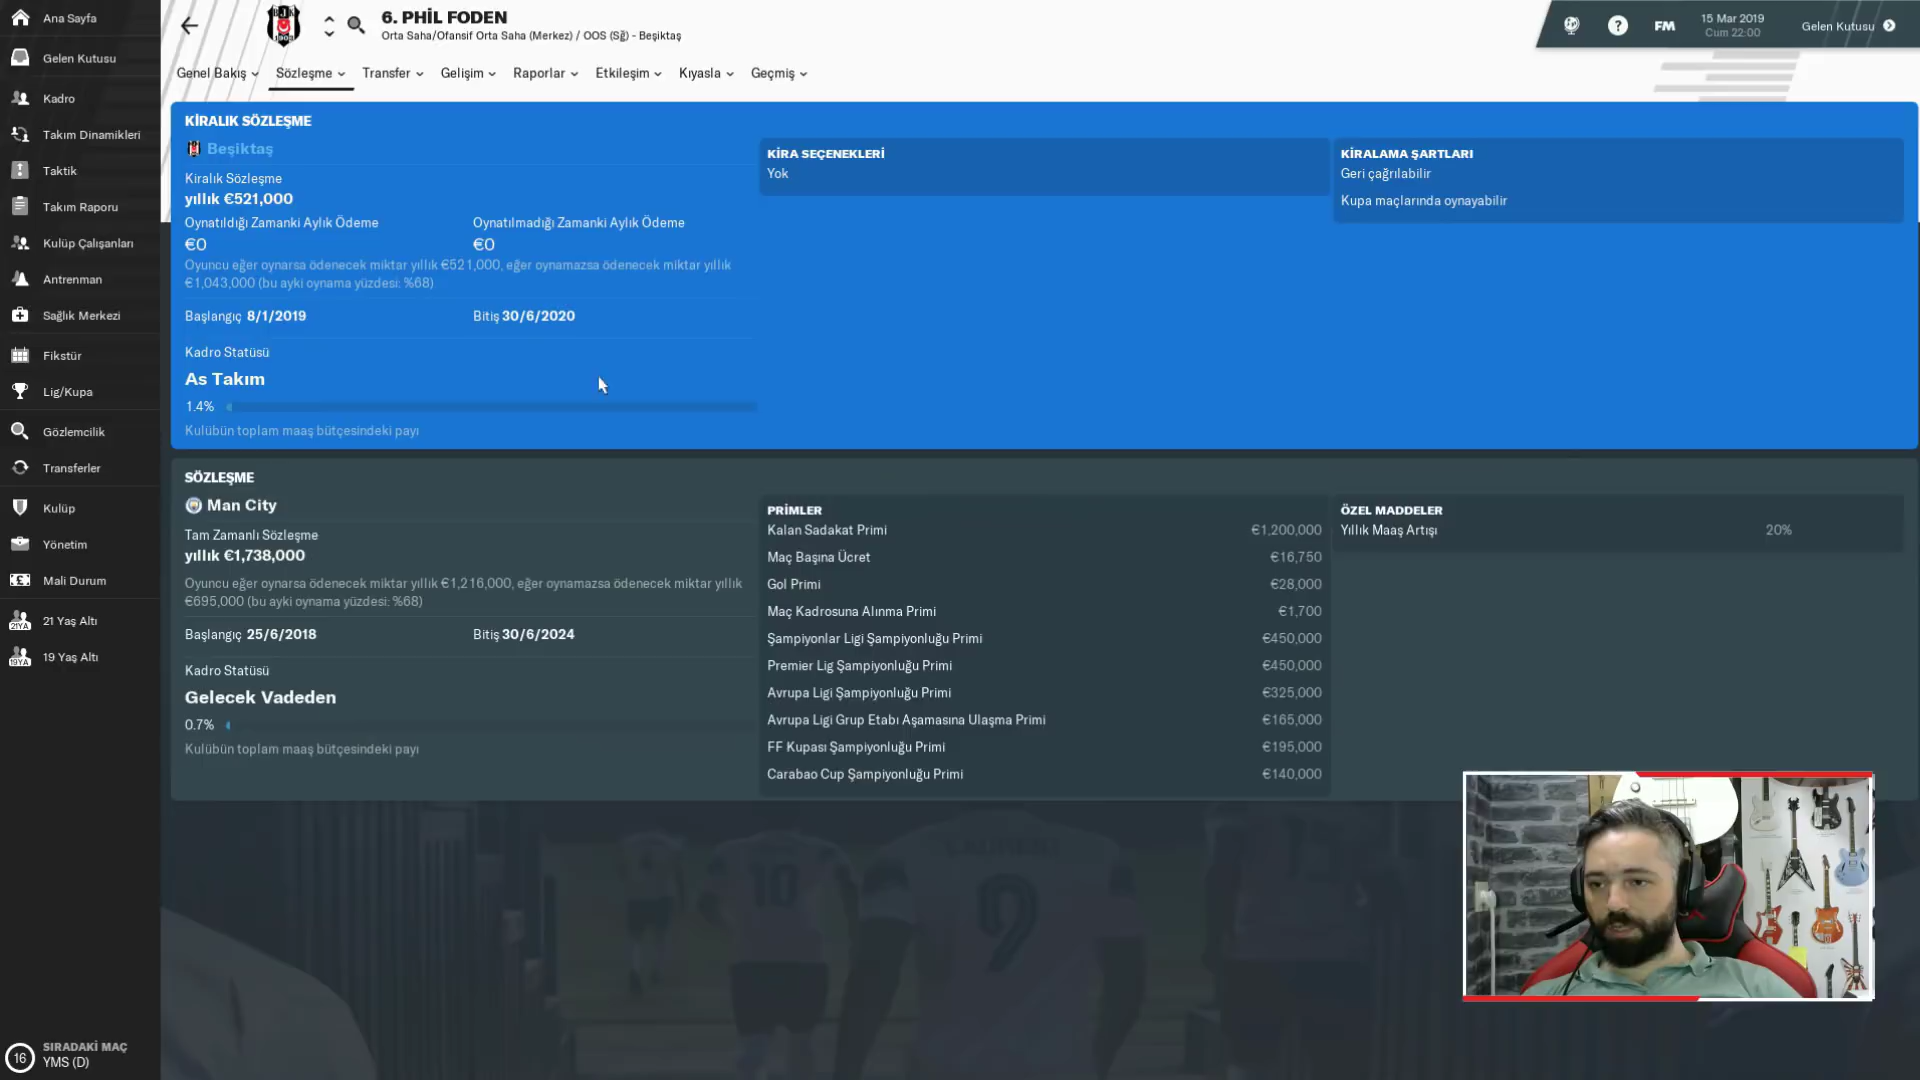 Ana Sayfa
Gelen Kutusu
Kadro
Takım Dinamikleri
Taktik
Takım Raporu
Kulüp Çalışanları
Antrenman
Sağlık Merkezi
Fikstür
Lig/Kupa
Gözlemcilik
Transferler
Kulüp
Yönetim
Mali Durum
21YA
21 Yaş Altı
19YA
19 Yaş Altı
16
SIRADAKİ MAÇ
YMS (D)
6. PHIL FODEN
Orta Saha/Ofansif Orta Saha (Merkez) / OOS (Sğ) - Beşiktaş
?
FM
15 Mar 2019
Cum 22:00
Gelen Kutusu
Genel Bakış
Sözleşme
Transfer
Gelişim
Raporlar
Etkileşim
Kıyasla
Geçmiş
KİRALIK SÖZLEŞME
Beşiktaş
Kiralık Sözleşme
yıllık €521,000
Oynatıldığı Zamanki Aylık Ödeme
Oynatılmadığı Zamanki Aylık Ödeme
€0
€0
Oyuncu eğer oynarsa ödenecek miktar yıllık €521,000, eğer oynamazsa ödenecek miktar yıllık
€1,043,000 (bu ayki oynama yüzdesi: %68)
Başlangıç 8/1/2019
Bitiş 30/6/2020
Kadro Statüsü
As Takım
1.4%
Kulübün toplam maaş bütçesindeki payı
KİRA SEÇENEKLERİ
Yok
KİRALAMA ŞARTLARI
Geri çağrılabilir
Kupa maçlarında oynayabilir
SÖZLEŞME
Man City
Tam Zamanlı Sözleşme
yıllık €1,738,000
Oyuncu eğer oynarsa ödenecek miktar yıllık €1,216,000, eğer oynamazsa ödenecek miktar yıllık
€695,000 (bu ayki oynama yüzdesi: %68)
Başlangıç 25/6/2018
Bitiş 30/6/2024
Kadro Statüsü
Gelecek Vadeden
0.7%
Kulübün toplam maaş bütçesindeki payı
PRİMLER
Kalan Sadakat Primi €1,200,000
Maç Başına Ücret €16,750
Gol Primi €28,000
Maç Kadrosuna Alınma Primi €1,700
Şampiyonlar Ligi Şampiyonluğu Primi €450,000
Premier Lig Şampiyonluğu Primi €450,000
Avrupa Ligi Şampiyonluğu Primi €325,000
Avrupa Ligi Grup Etabı Aşamasına Ulaşma Primi €165,000
FF Kupası Şampiyonluğu Primi €195,000
Carabao Cup Şampiyonluğu Primi €140,000
ÖZEL MADDELER
Yıllık Maaş Artışı 20%
10
9